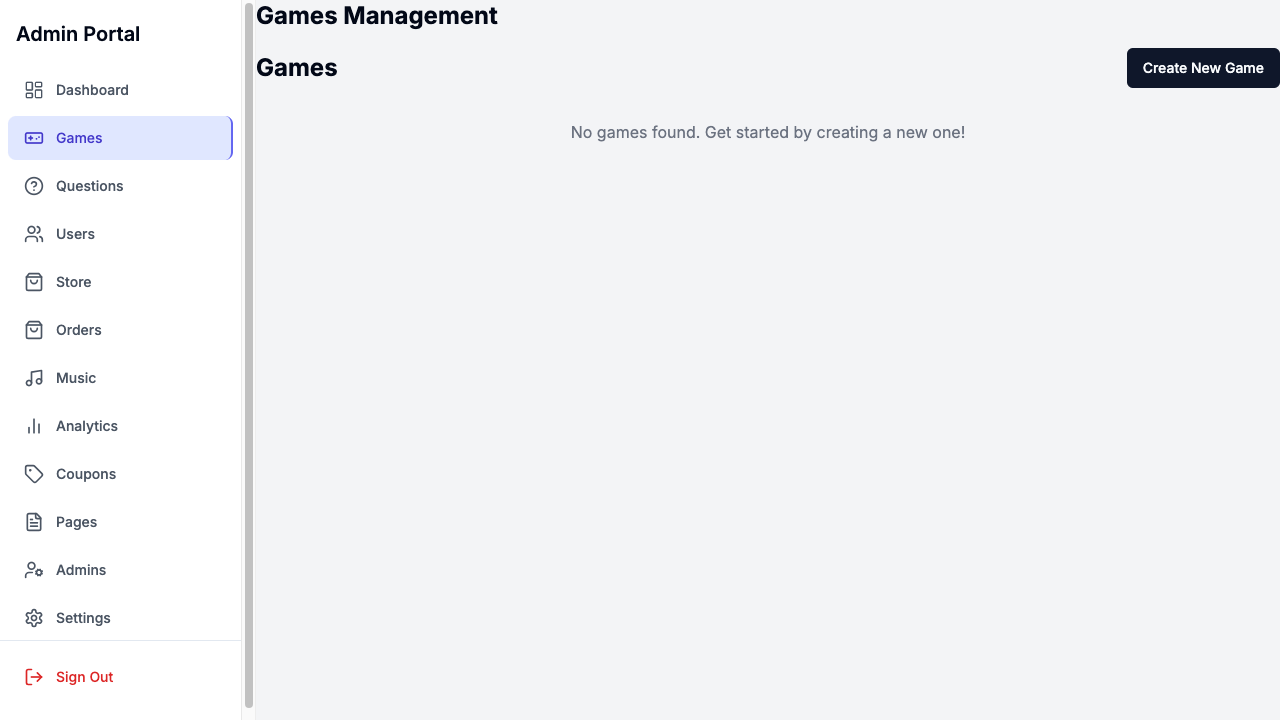 Admin Portal
Dashboard
Games
Questions
Users
Store
Orders
Music
Analytics
Coupons
Pages
Admins
Settings
Sign Out
Games Management
Games
Create New Game
No games found. Get started by creating a new one!